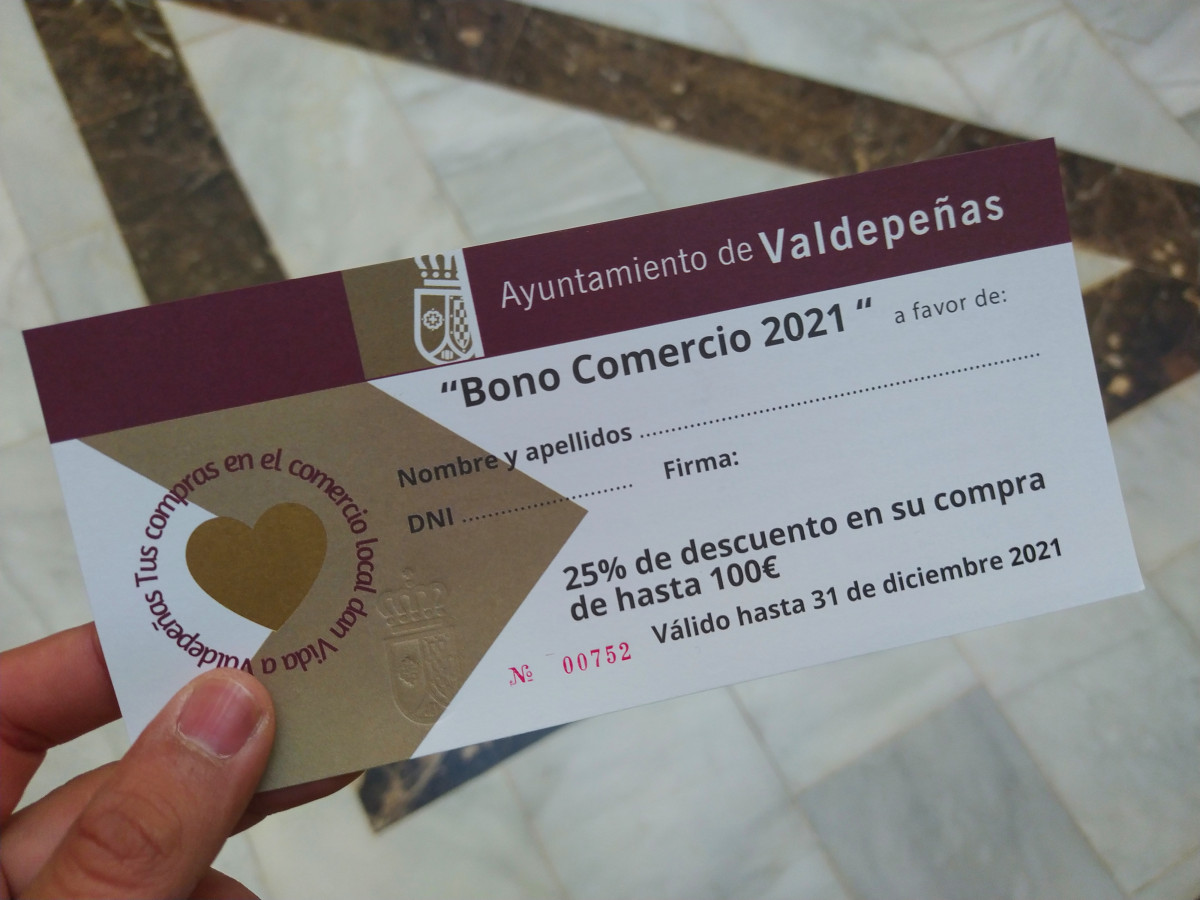 Ayuntamiento de Valdepeñas
“Bono Comercio 2021 “ a favor de:
Nombre y apellidos ........................................................
DNI ........................ Firma:
25% de descuento en su compra
de hasta 100€
Válido hasta 31 de diciembre 2021
Nº 00752
Tus compras en el comercio local dan Vida a Valdepeñas